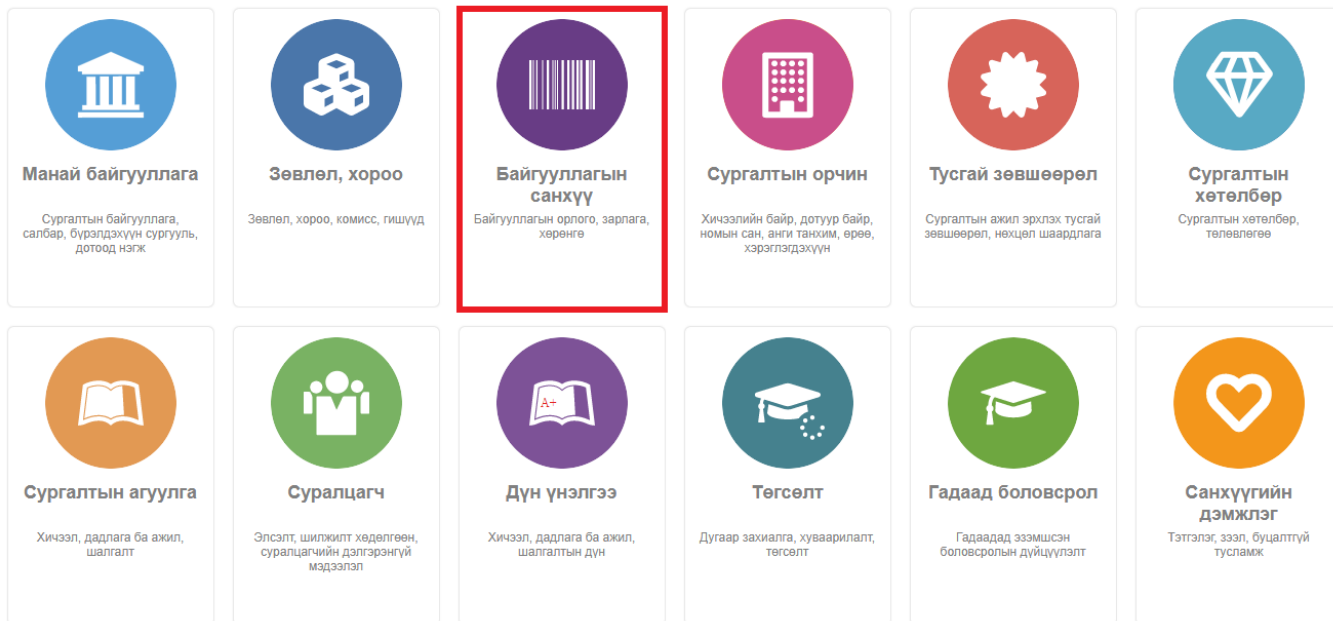 Манай байгууллага
Сургалтын байгууллага,
салбар, бүрэлдэхүүн сургууль,
дотоод нэгж
Зөвлөл, хороо
Зөвлөл, хороо, комисс, гишүүд
Байгууллагын
санхүү
Байгууллагын орлого, зарлага,
хөрөнгө
Сургалтын орчин
Хичээлийн байр, дотуур байр,
номын сан, анги танхим, өрөө,
хэрэглэгдэхүүн
Тусгай зөвшөөрөл
Сургалтын ажил эрхлэх тусгай
зөвшөөрөл, нөхцөл шаардлага
Сургалтын
хөтөлбөр
Сургалтын хөтөлбөр,
төлөвлөгөө
Сургалтын агуулга
Хичээл, дадлага ба ажил,
шалгалт
Суралцагч
Элсэлт, шилжилт хөдөлгөөн,
суралцагчийн дэлгэрэнгүй
мэдээлэл
A+
Дүн үнэлгээ
Хичээл, дадлага ба ажил,
шалгалтын дүн
Төгсөлт
Дугаар захиалга, хуваарилалт,
төгсөлт
Гадаад боловсрол
Гадаадад эзэмшсэн
боловсролын дүйцүүлэлт
Санхүүгийн
дэмжлэг
Тэтгэлэг, зээл, буцалтгүй
тусламж